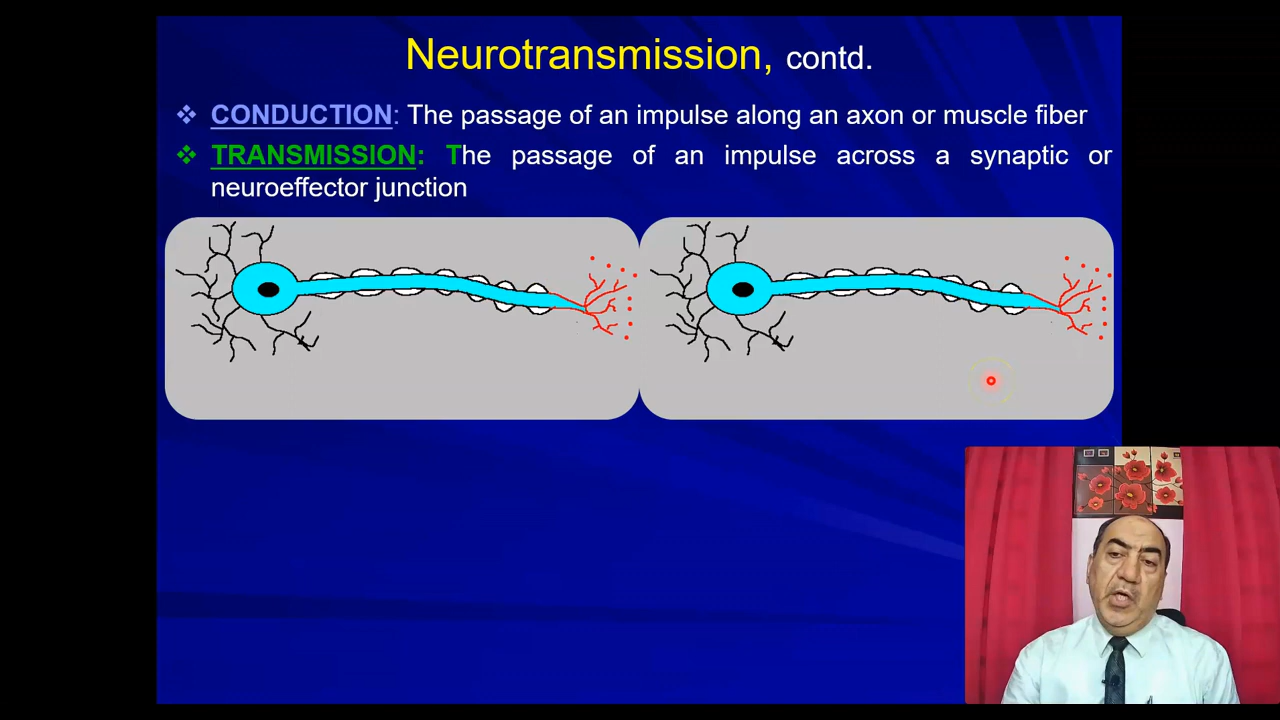 Neurotransmission, contd.
CONDUCTION: The passage of an impulse along an axon or muscle fiber
TRANSMISSION: The passage of an impulse across a synaptic or
neuroeffector junction